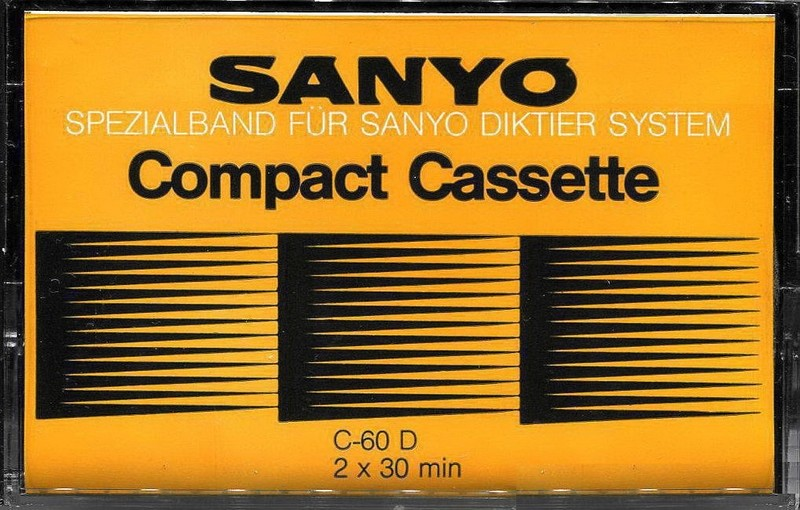 SANYO
SPEZIALBAND FÜR SANYO DIKTIER SYSTEM
Compact Cassette
C-60 D
2 x 30 min